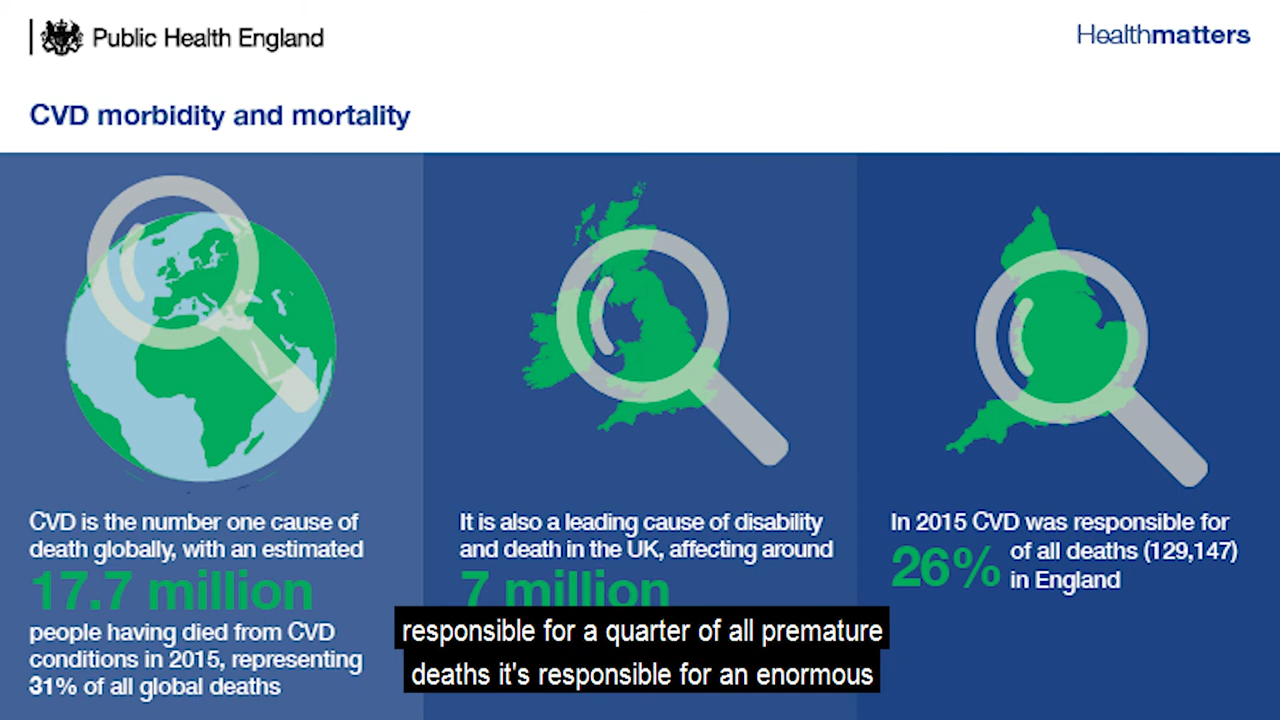 Public Health England
Healthmatters
CVD morbidity and mortality
CVD is the number one cause of
death globally, with an estimated
17.7 million
people having died from CVD
conditions in 2015, representing
31% of all global deaths
It is also a leading cause of disability
and death in the UK, affecting around
7 million
In 2015 CVD was responsible for
26% of all deaths (129,147)
in England
responsible for a quarter of all premature
deaths it's responsible for an enormous